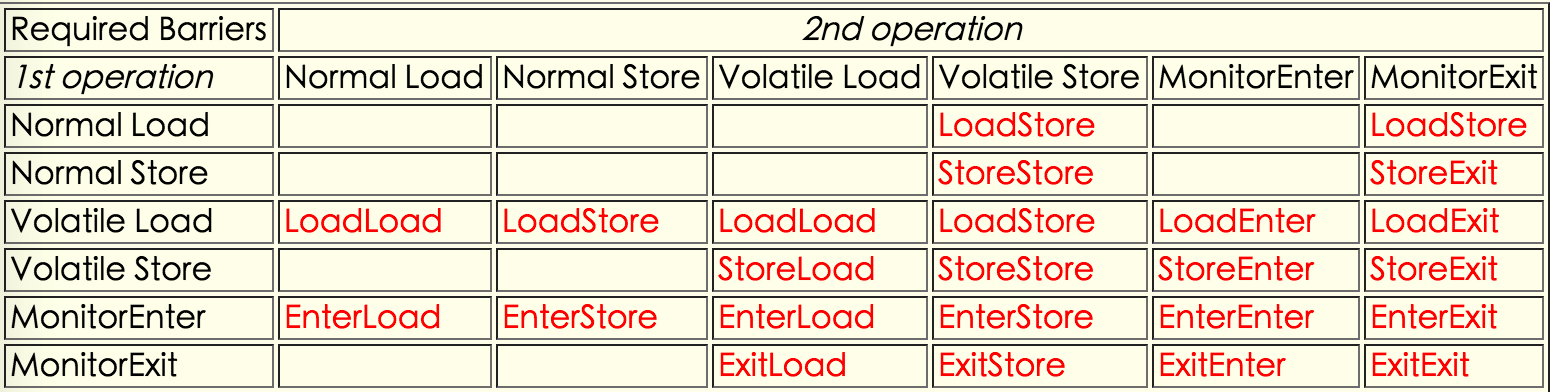 Required Barriers 2nd operation
1st operation Normal Load Normal Store Volatile Load Volatile Store MonitorEnter MonitorExit
Normal Load LoadStore LoadStore
Normal Store StoreStore StoreExit
Volatile Load LoadLoad LoadStore LoadLoad LoadStore LoadEnter LoadExit
Volatile Store StoreLoad StoreStore StoreEnter StoreExit
MonitorEnter EnterLoad EnterStore EnterLoad EnterStore EnterEnter EnterExit
MonitorExit ExitLoad ExitStore ExitEnter ExitExit